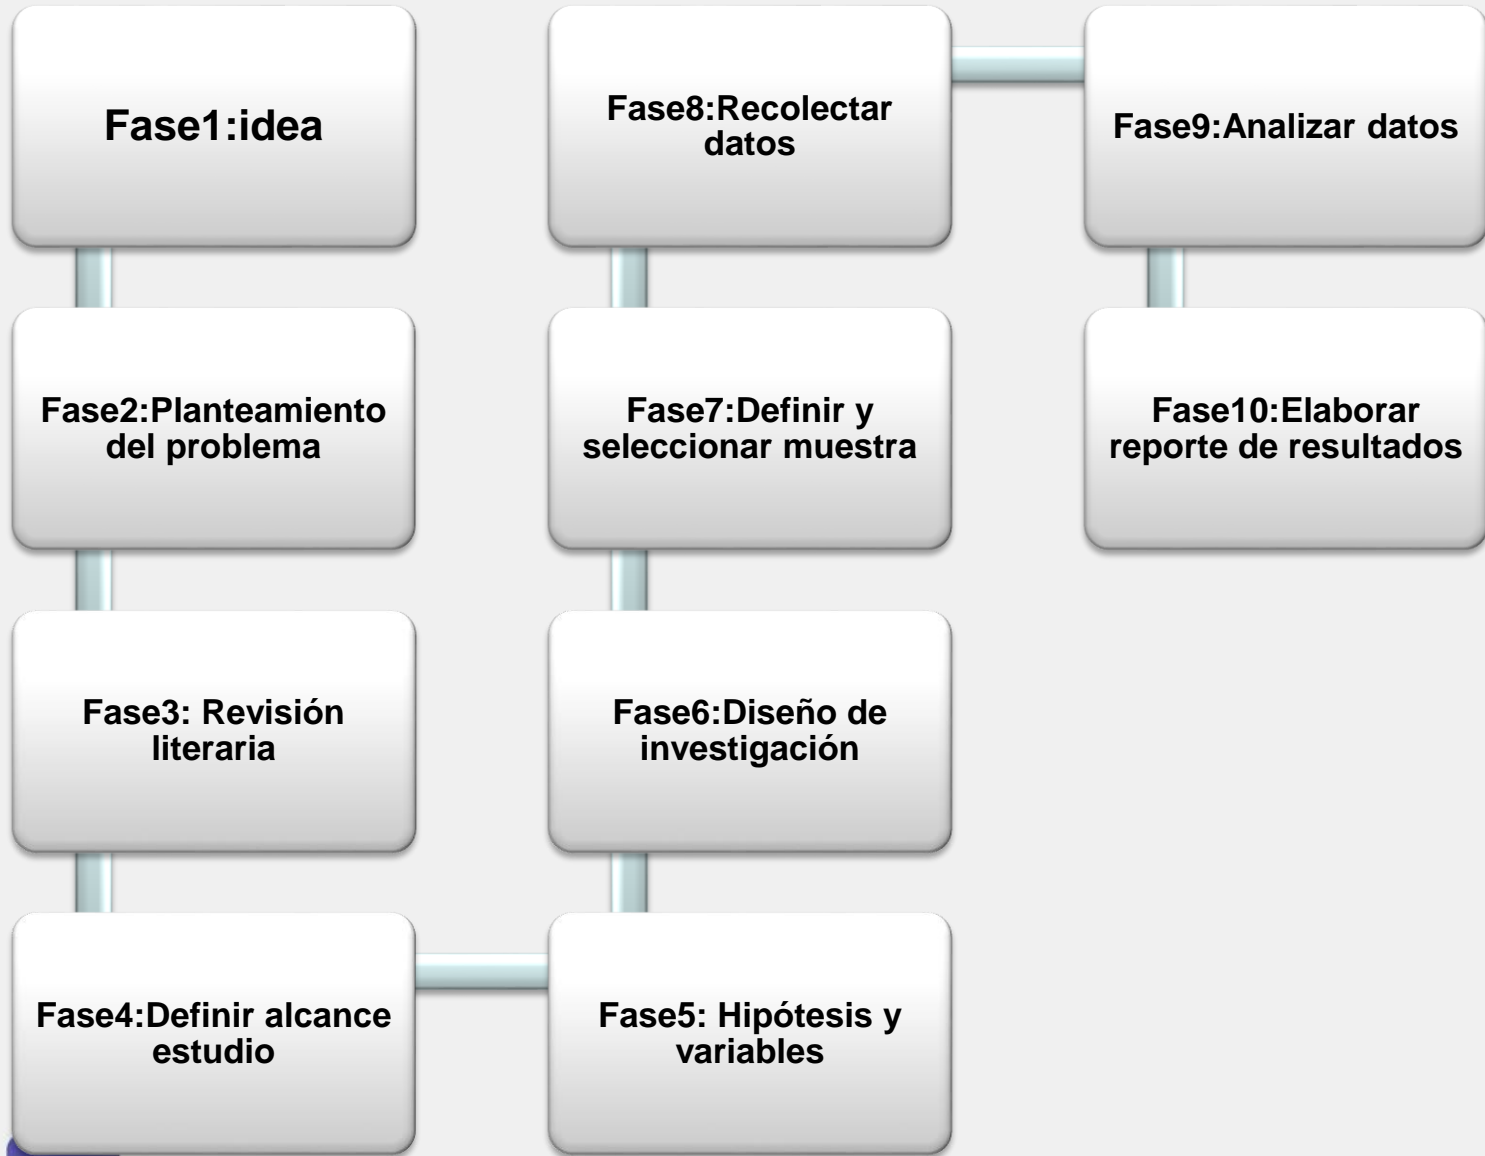 Fase1:idea
Fase2:Planteamiento
del problema
Fase3: Revisión
literaria
Fase4:Definir alcance
estudio
Fase5: Hipótesis y
variables
Fase6:Diseño de
investigación
Fase7:Definir y
seleccionar muestra
Fase8:Recolectar
datos
Fase9:Analizar datos
Fase10:Elaborar
reporte de resultados